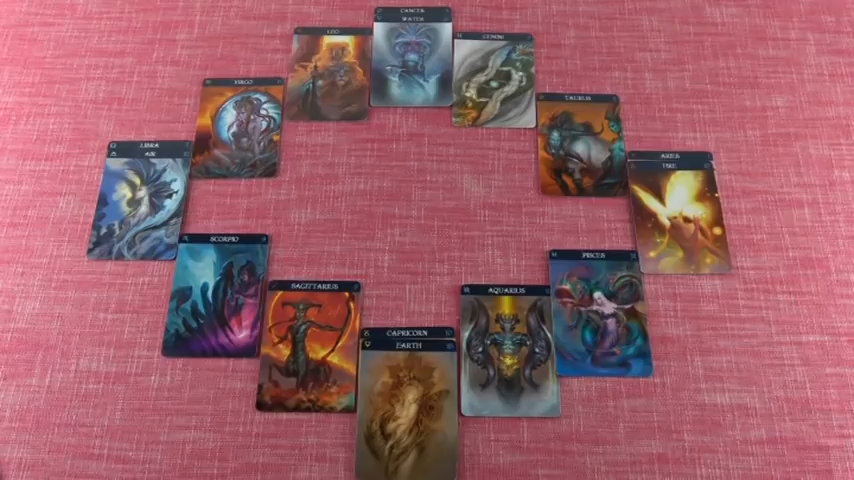 CANCER
WATER
LEO
GEMINI
VIRGO
TAURUS
LIBRA
AIR
ARIES
FIRE
SCORPIO
PISCES
SAGITTARIUS
AQUARIUS
CAPRICORN
EARTH